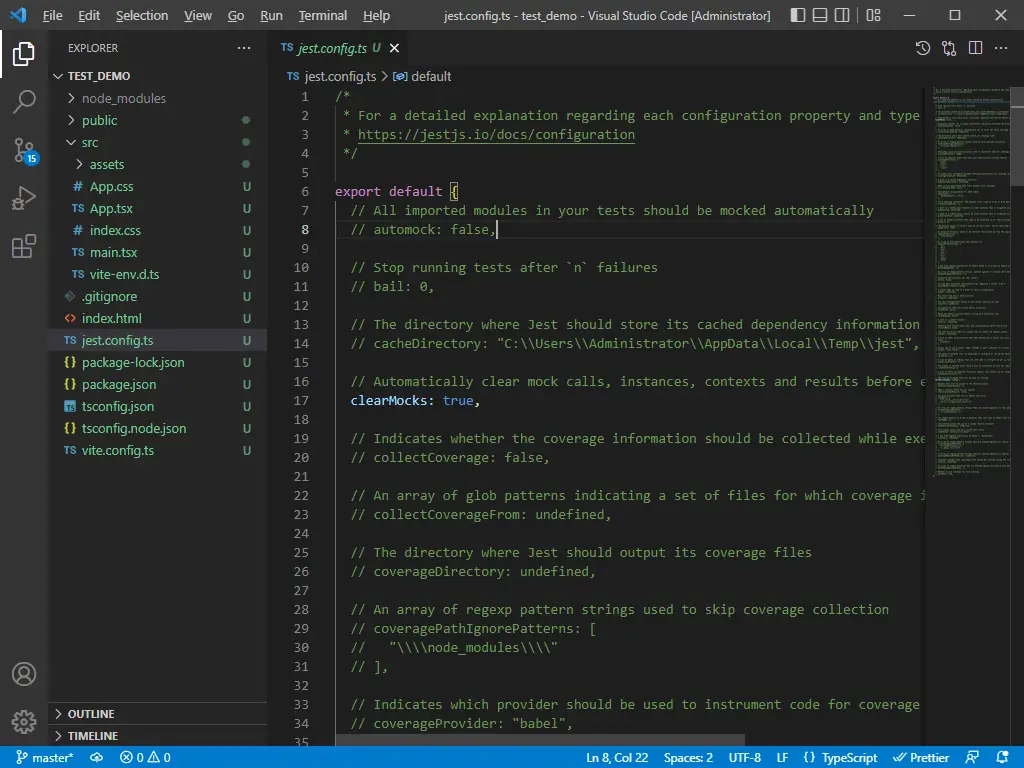 File Edit Selection View Go Run Terminal Help jest.config.ts - test_demo - Visual Studio Code [Administrator]
EXPLORER
TEST_DEMO
node_modules
public
src
assets
# App.css U
TS App.tsx U
# index.css U
TS main.tsx U
TS vite-env.d.ts U
.gitignore U
<> index.html U
TS jest.config.ts U
{} package-lock.json U
{} package.json U
TS tsconfig.json U
{} tsconfig.node.json U
TS vite.config.ts U
OUTLINE
TIMELINE
15
TS jest.config.ts U
TS jest.config.ts > default
1 /*
2 * For a detailed explanation regarding each configuration property and type
3 * https://jestjs.io/docs/configuration
4 */
5
6 export default {
7 // All imported modules in your tests should be mocked automatically
8 // automock: false,
9
10 // Stop running tests after `n` failures
11 // bail: 0,
12
13 // The directory where Jest should store its cached dependency information
14 // cacheDirectory: "C:\\Users\\Administrator\\AppData\\Local\\Temp\\jest",
15
16 // Automatically clear mock calls, instances, contexts and results before e
17 clearMocks: true,
18
19 // Indicates whether the coverage information should be collected while exe
20 // collectCoverage: false,
21
22 // An array of glob patterns indicating a set of files for which coverage i
23 // collectCoverageFrom: undefined,
24
25 // The directory where Jest should output its coverage files
26 // coverageDirectory: undefined,
27
28 // An array of regexp pattern strings used to skip coverage collection
29 // coveragePathIgnorePatterns: [
30 // "\\\\node_modules\\\\"
31 // ],
32
33 // Indicates which provider should be used to instrument code for coverage
34 // coverageProvider: "babel",
35
master* 0 0 Ln 8, Col 22 Spaces: 2 UTF-8 LF {} TypeScript Prettier